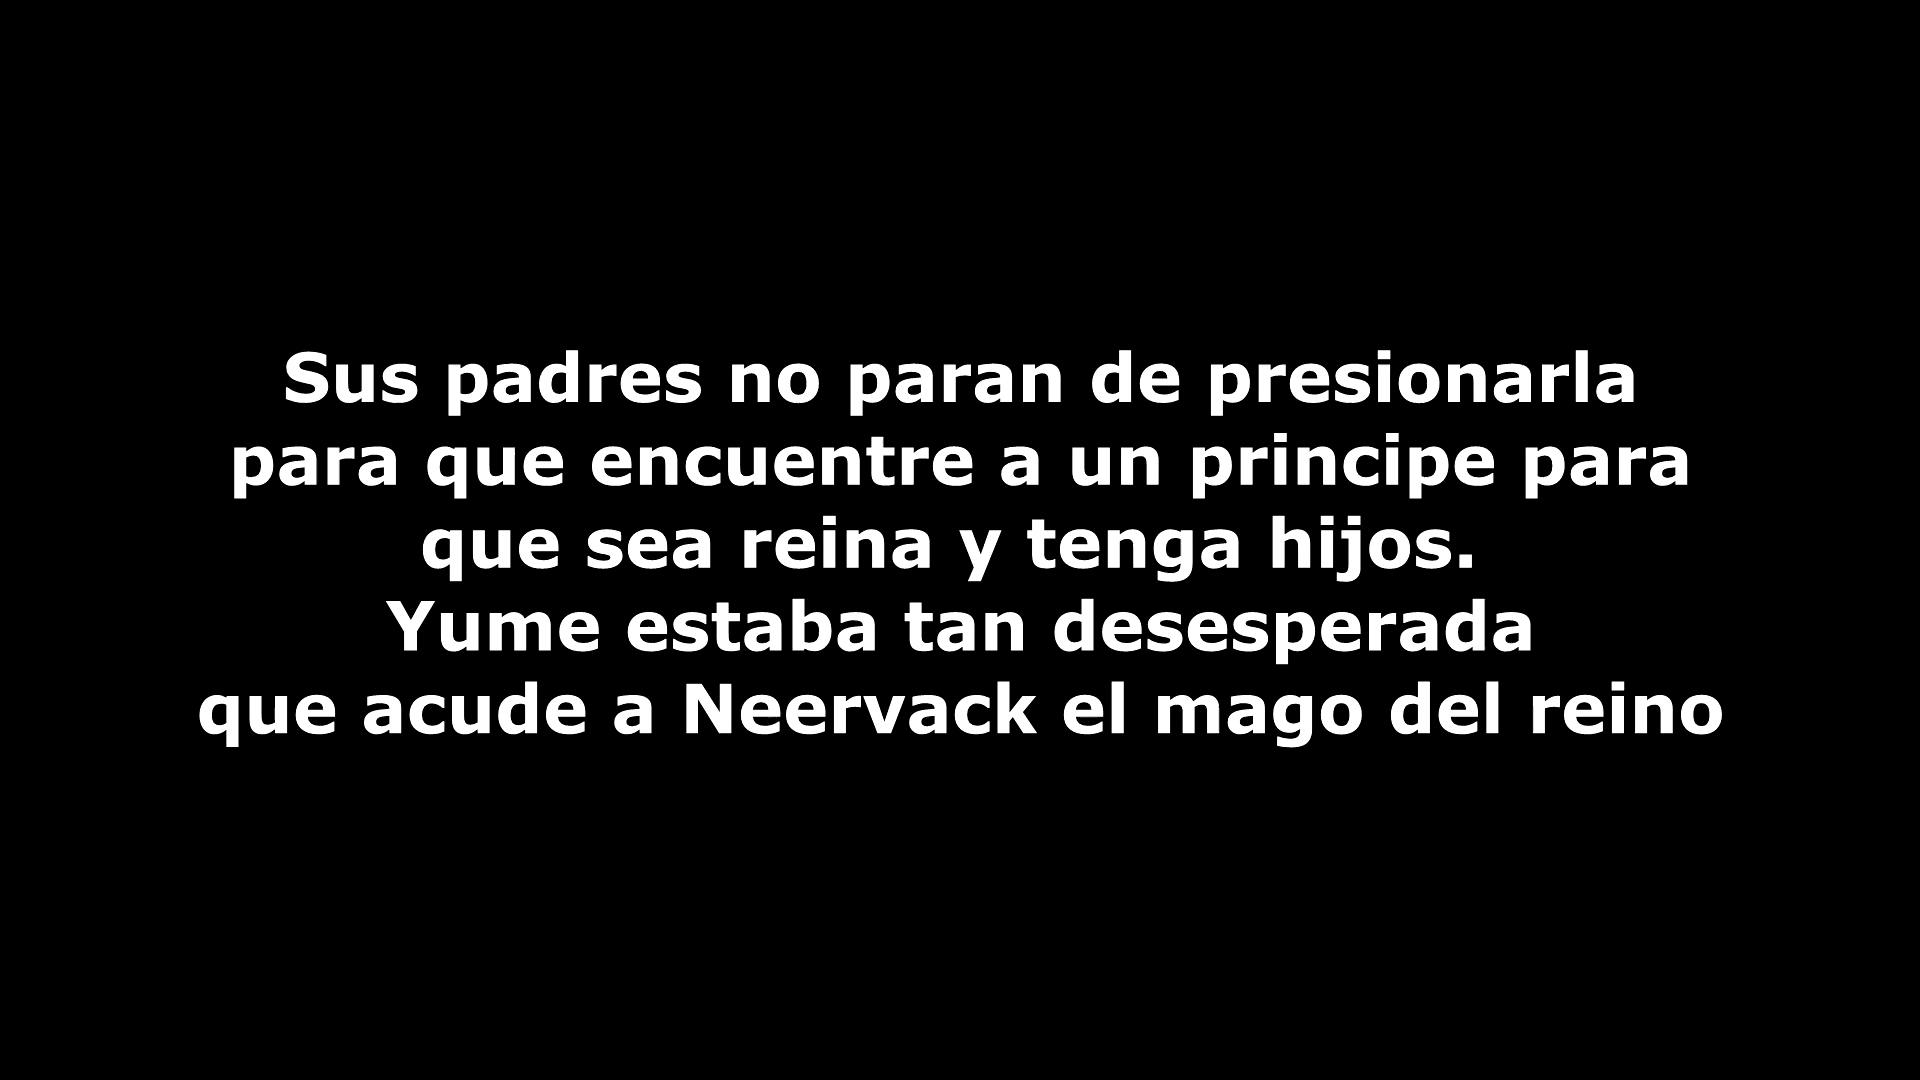 Sus padres no paran de presionarla
para que encuentre a un principe para
que sea reina y tenga hijos.
Yume estaba tan desesperada
que acude a Neervack el mago del reino